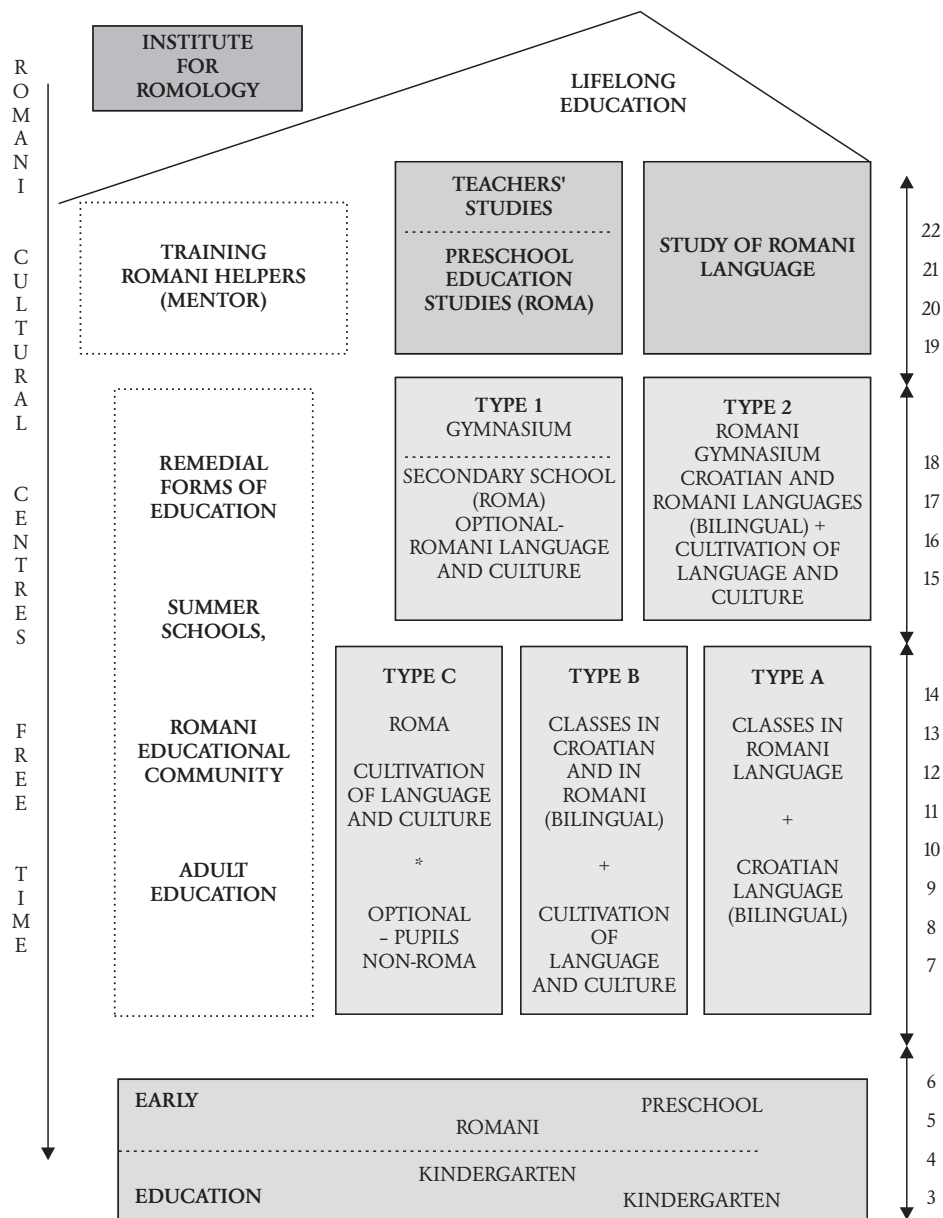 ROMANI CULTURAL CENTRES FREE TIME
INSTITUTE
FOR
ROMOLOGY
LIFELONG
EDUCATION
TRAINING
ROMANI HELPERS
(MENTOR)
TEACHERS'
STUDIES
PRESCHOOL
EDUCATION
STUDIES (ROMA)
STUDY OF ROMANI
LANGUAGE
22
21
20
19
REMEDIAL
FORMS OF
EDUCATION
SUMMER
SCHOOLS,
ROMANI
EDUCATIONAL
COMMUNITY
ADULT
EDUCATION
TYPE 1
GYMNASIUM
SECONDARY SCHOOL
(ROMA)
OPTIONAL-
ROMANI LANGUAGE
AND CULTURE
TYPE 2
ROMANI
GYMNASIUM
CROATIAN AND
ROMANI LANGUAGES
(BILINGUAL) +
CULTIVATION OF
LANGUAGE AND
CULTURE
18
17
16
15
TYPE C
ROMA
CULTIVATION
OF LANGUAGE
AND CULTURE
*
OPTIONAL
– PUPILS
NON-ROMA
TYPE B
CLASSES IN
CROATIAN
AND IN
ROMANI
(BILINGUAL)
+
CULTIVATION
OF
LANGUAGE
AND CULTURE
TYPE A
CLASSES IN
ROMANI
LANGUAGE
+
CROATIAN
LANGUAGE
(BILINGUAL)
14
13
12
11
10
9
8
7
EARLY
PRESCHOOL
ROMANI
KINDERGARTEN
EDUCATION
KINDERGARTEN
6
5
4
3